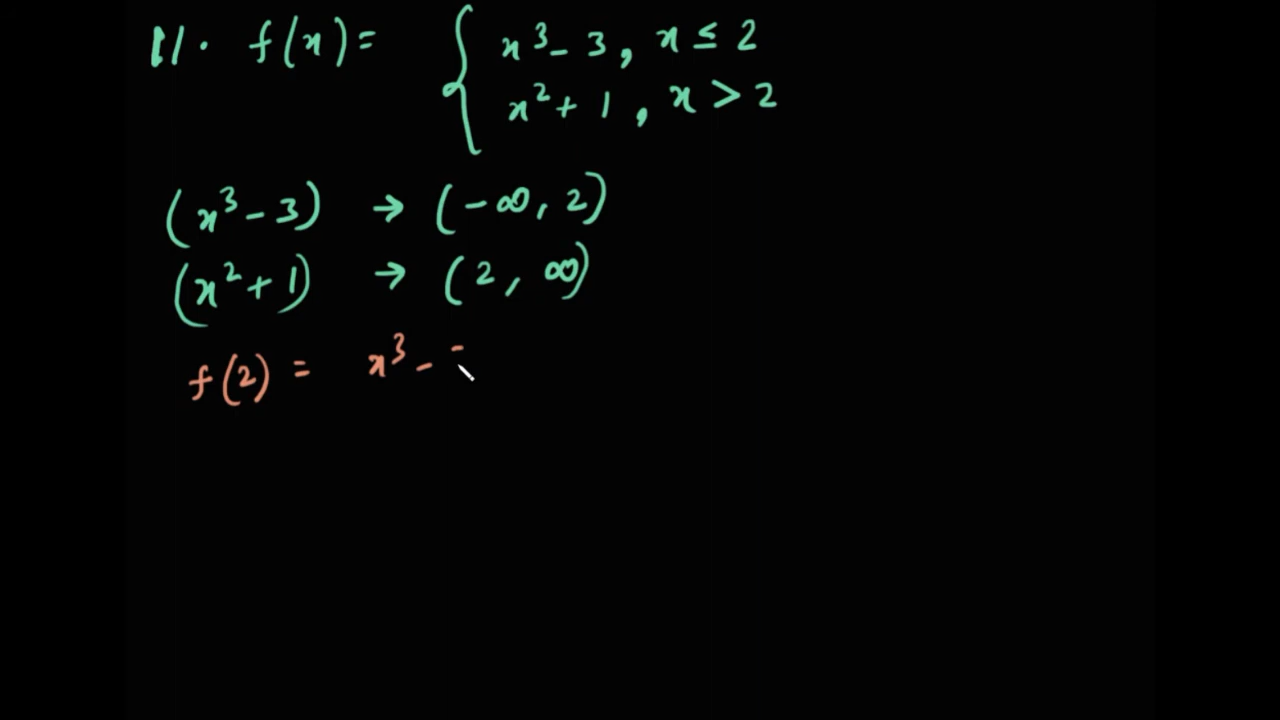 11. f(x) = { x³ - 3, x ≤ 2
x² + 1, x > 2
(x³ - 3) → (-∞, 2)
(x² + 1) → (2, ∞)
f(2) = x³ -